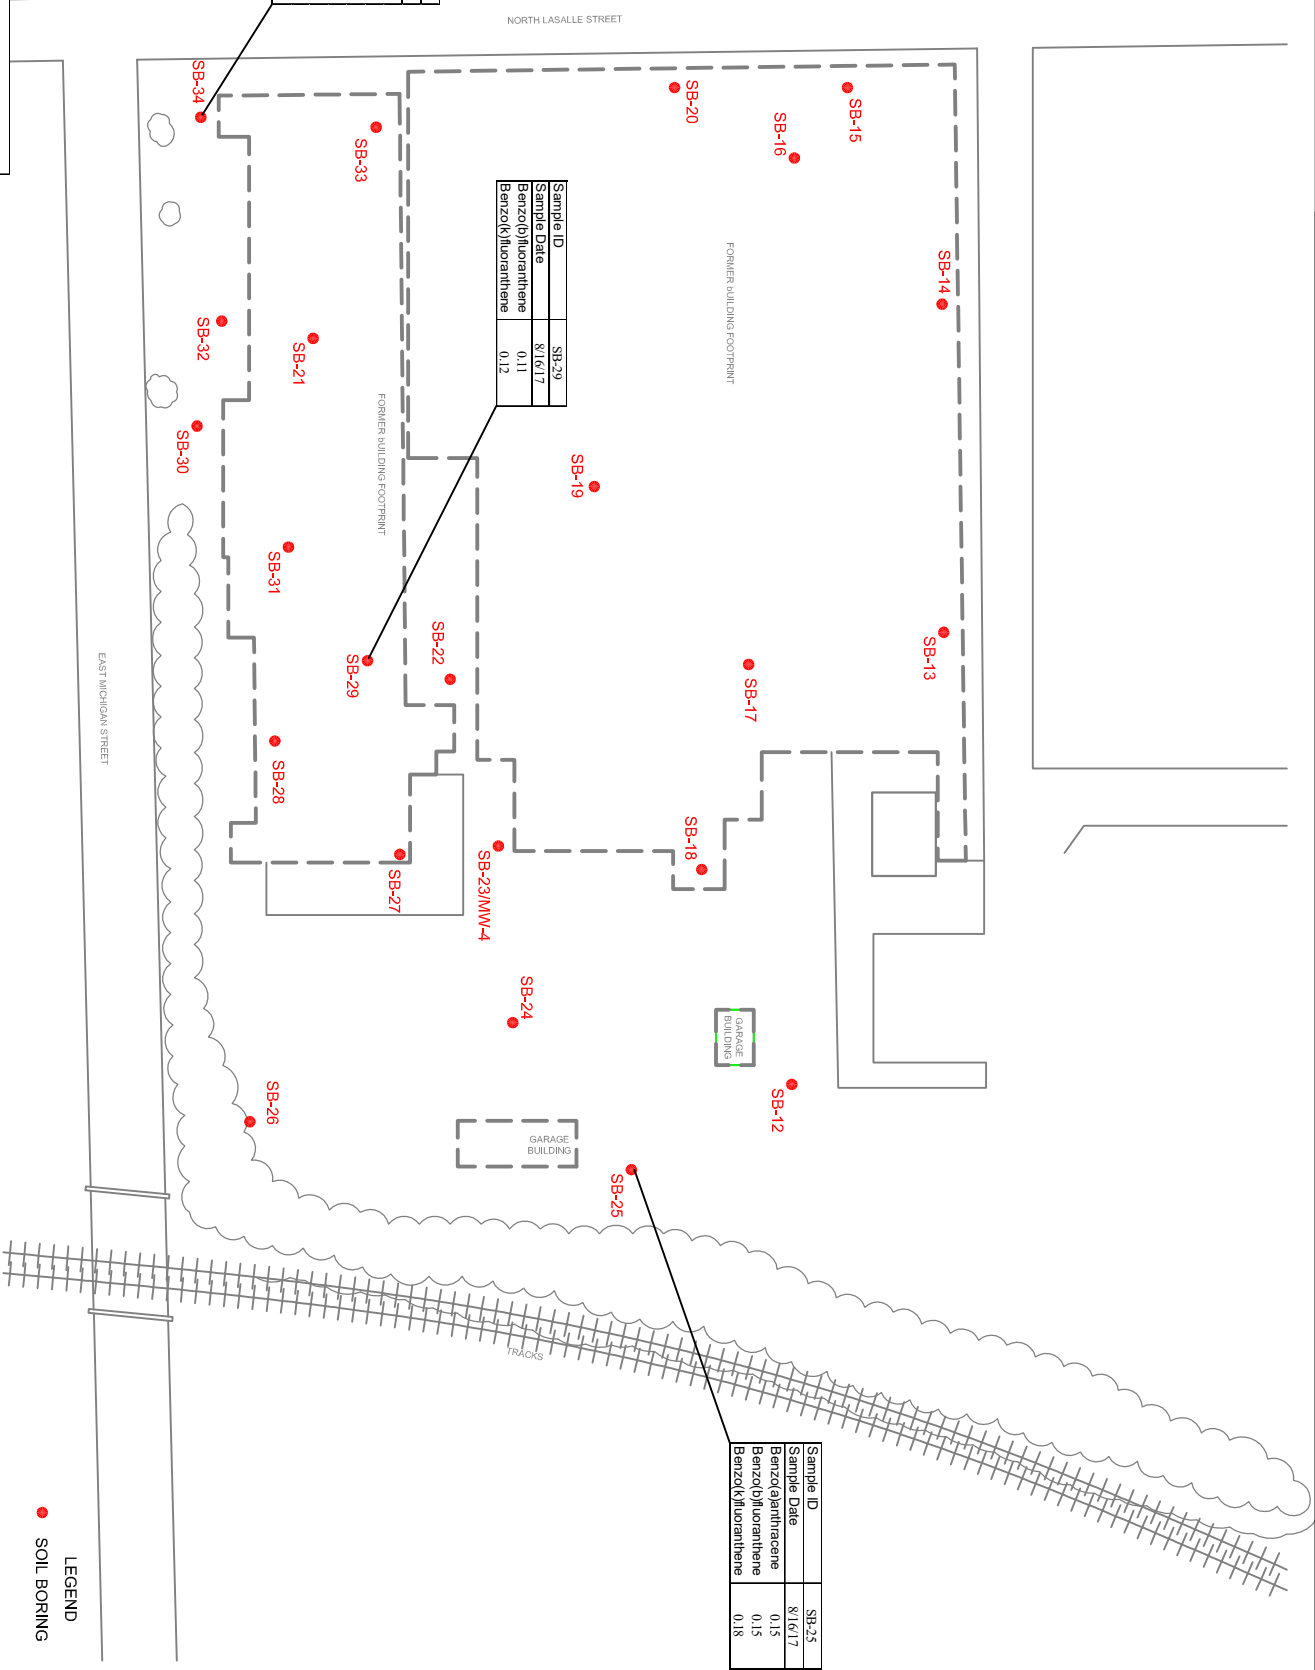 NORTH LASALLE STREET
SB-34
SB-33
SB-20
SB-16
SB-15
SB-14
FORMER bUILDING FOOTPRINT
Sample ID SB-29
Sample Date 8/16/17
Benzo(b)fluoranthene 0.11
Benzo(k)fluoranthene 0.12
SB-32
SB-21
FORMER bUILDING FOOTPRINT
SB-30
SB-19
SB-31
SB-29
SB-22
SB-17
SB-13
EAST MICHIGAN STREET
SB-28
SB-27
SB-23/MW-4
SB-18
SB-24
GARAGE
BUILDING
SB-12
SB-26
GARAGE
BUILDING
SB-25
TRACKS
Sample ID SB-25
Sample Date 8/16/17
Benzo(a)anthracene 0.15
Benzo(b)fluoranthene 0.15
Benzo(k)fluoranthene 0.18
LEGEND
SOIL BORING